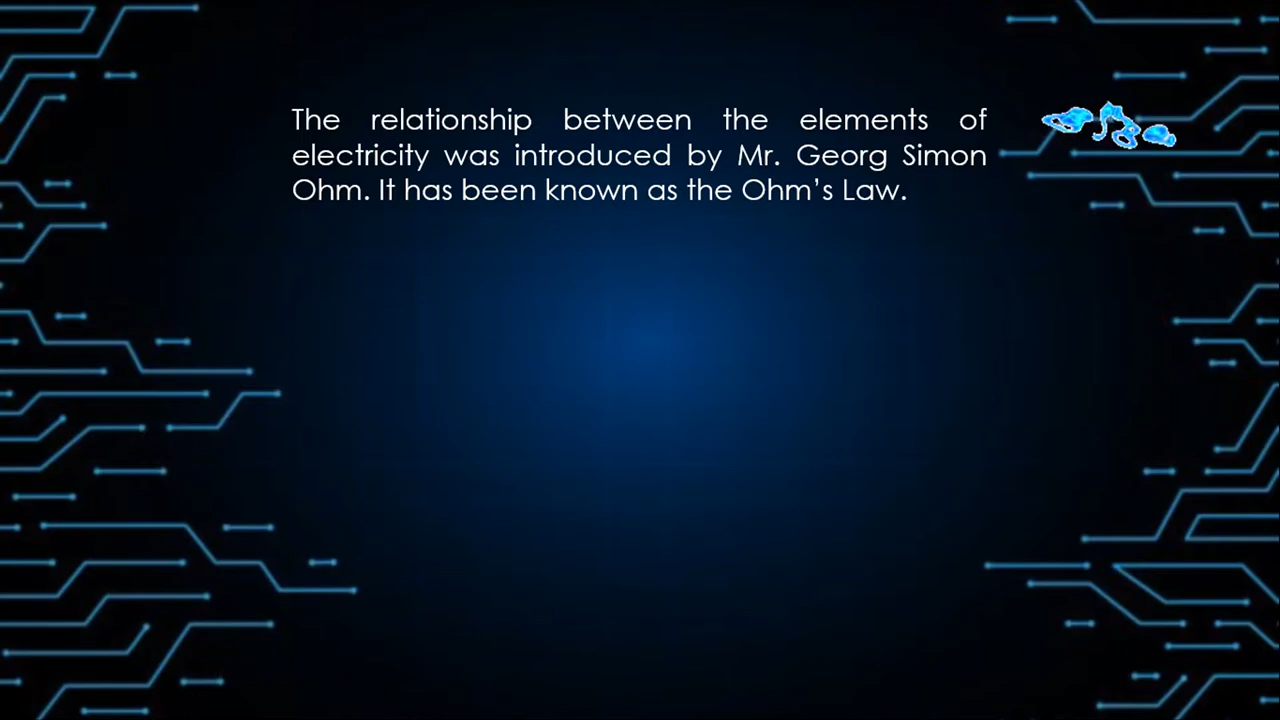 The relationship between the elements of
electricity was introduced by Mr. Georg Simon
Ohm. It has been known as the Ohm’s Law.